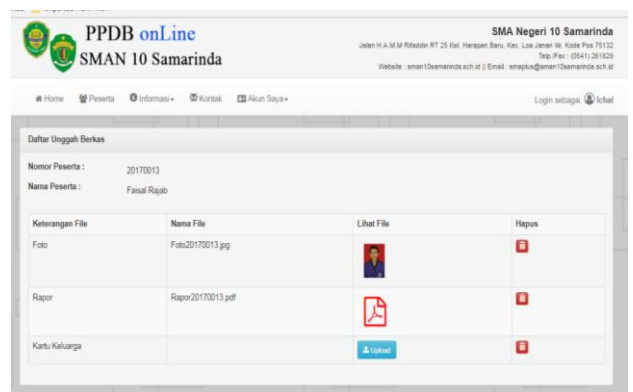 PPDB onLine
SMAN 10 Samarinda
SMA Negeri 10 Samarinda
Jalan H.A.M.M Rifaddin RT 25 Kel. Harapan Baru, Kec. Loa Janan Ilir, Kode Pos 75132
Telp./Fax : (0541) 261829
Website : sman10samarinda.sch.id || Email : smaplus@sman10samarinda.sch.id
Home Peserta Informasi Kontak Akun Saya
Login sebagai, Ichal
Daftar Unggah Berkas
Nomor Peserta : 20170013
Nama Peserta : Faisal Rajab
Keterangan File Nama File Lihat File Hapus
Foto Foto20170013.jpg
Rapor Rapor20170013.pdf
Kartu Keluarga Upload